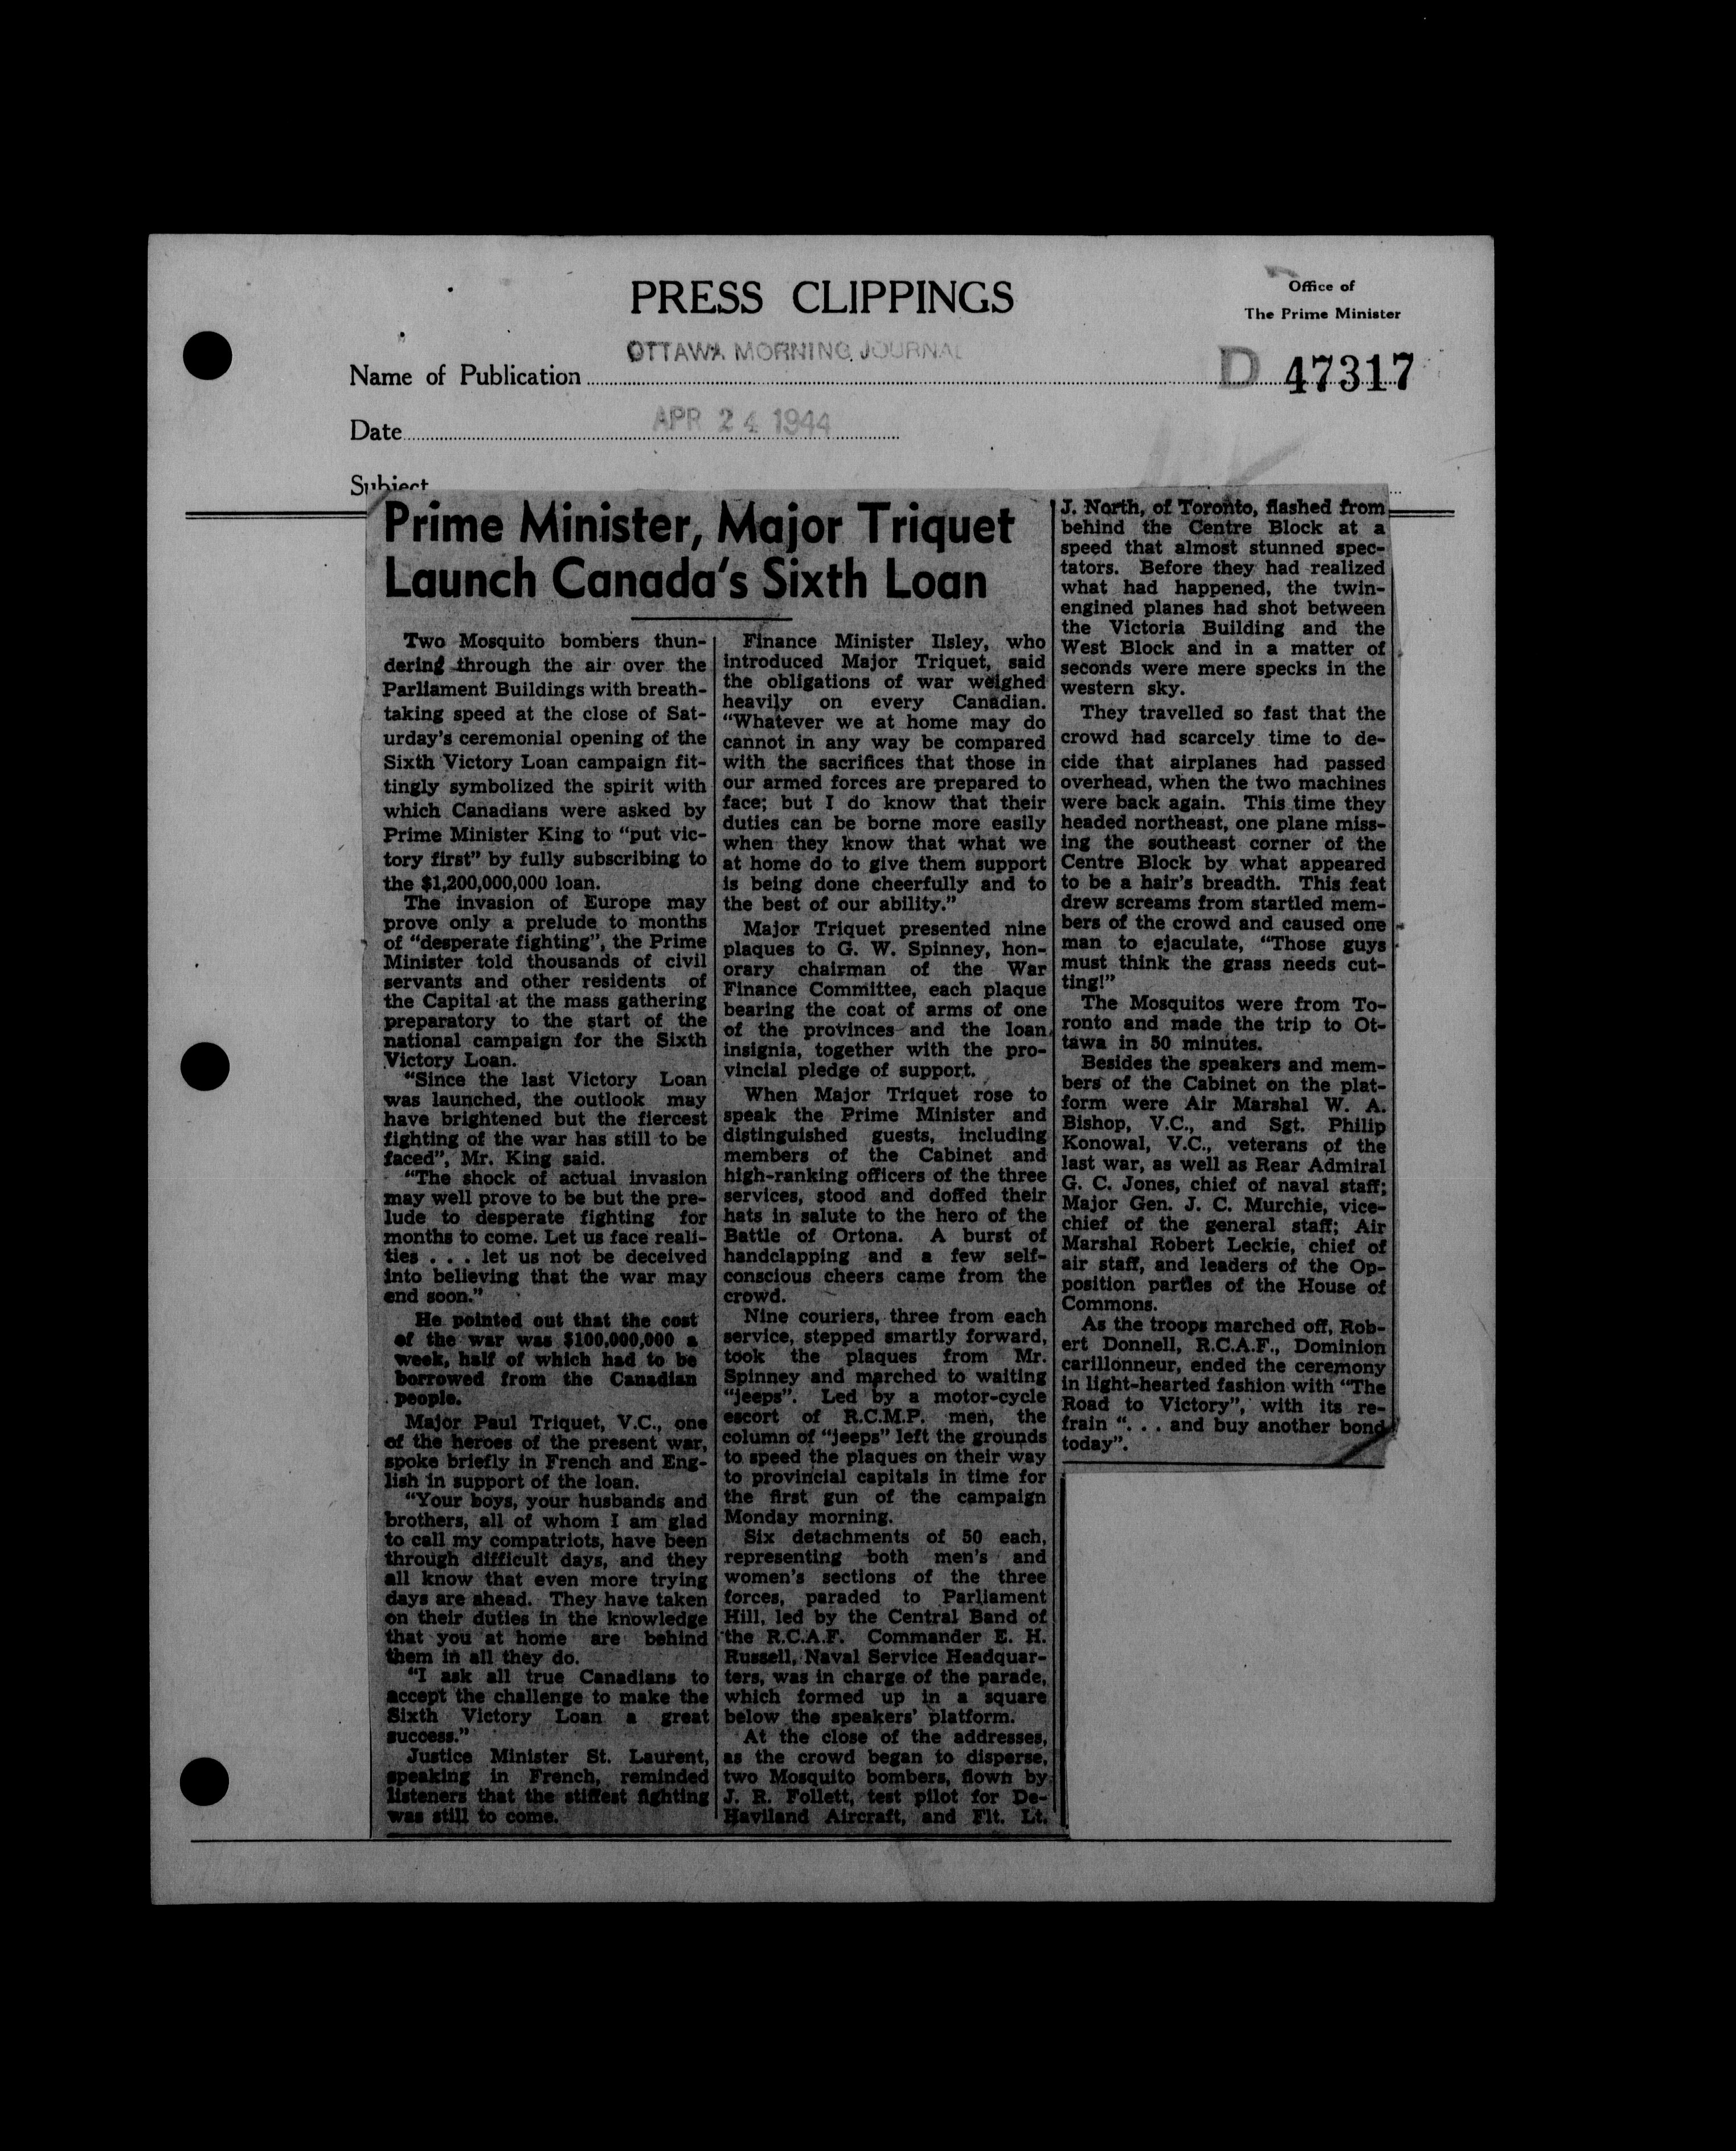 PRESS CLIPPINGS
Office of
The Prime Minister
OTTAWA MORNING JOURNAL
Name of Publication
D 47317
Date APR 24 1944
Subject
Prime Minister, Major Triquet
Launch Canada's Sixth Loan
Two Mosquito bombers thun-
dering through the air over the
Parliament Buildings with breath-
taking speed at the close of Sat-
urday's ceremonial opening of the
Sixth Victory Loan campaign fit-
tingly symbolized the spirit with
which Canadians were asked by
Prime Minister King to "put vic-
tory first" by fully subscribing to
the $1,200,000,000 loan.
The invasion of Europe may
prove only a prelude to months
of "desperate fighting", the Prime
Minister told thousands of civil
servants and other residents of
the Capital at the mass gathering
preparatory to the start of the
national campaign for the Sixth
Victory Loan.
"Since the last Victory Loan
was launched, the outlook may
have brightened but the fiercest
fighting of the war has still to be
faced", Mr. King said.
"The shock of actual invasion
may well prove to be but the pre-
lude to desperate fighting for
months to come. Let us face reali-
ties . . . let us not be deceived
into believing that the war may
end soon."
He pointed out that the cost
of the war was $100,000,000 a
week, half of which had to be
borrowed from the Canadian
people.
Major Paul Triquet, V.C., one
of the heroes of the present war,
spoke briefly in French and Eng-
lish in support of the loan.
"Your boys, your husbands and
brothers, all of whom I am glad
to call my compatriots, have been
through difficult days, and they
all know that even more trying
days are ahead. They have taken
on their duties in the knowledge
that you at home are behind
them in all they do.
"I ask all true Canadians to
accept the challenge to make the
Sixth Victory Loan a great
success."
Justice Minister St. Laurent,
speaking in French, reminded
listeners that the stiffest fighting
was still to come.
Finance Minister Ilsley, who
introduced Major Triquet, said
the obligations of war weighed
heavily on every Canadian.
"Whatever we at home may do
cannot in any way be compared
with the sacrifices that those in
our armed forces are prepared to
face; but I do know that their
duties can be borne more easily
when they know that what we
at home do to give them support
is being done cheerfully and to
the best of our ability."
Major Triquet presented nine
plaques to G. W. Spinney, hon-
orary chairman of the War
Finance Committee, each plaque
bearing the coat of arms of one
of the provinces and the loan
insignia, together with the pro-
vincial pledge of support.
When Major Triquet rose to
speak the Prime Minister and
distinguished guests, including
members of the Cabinet and
high-ranking officers of the three
services, stood and doffed their
hats in salute to the hero of the
Battle of Ortona. A burst of
handclapping and a few self-
conscious cheers came from the
crowd.
Nine couriers, three from each
service, stepped smartly forward,
took the plaques from Mr.
Spinney and marched to waiting
"jeeps". Led by a motor-cycle
escort of R.C.M.P. men, the
column of "jeeps" left the grounds
to speed the plaques on their way
to provincial capitals in time for
the first gun of the campaign
Monday morning.
Six detachments of 50 each,
representing both men's and
women's sections of the three
forces, paraded to Parliament
Hill, led by the Central Band of
the R.C.A.F. Commander E. H.
Russell, Naval Service Headquar-
ters, was in charge of the parade,
which formed up in a square
below the speakers' platform.
At the close of the addresses,
as the crowd began to disperse,
two Mosquito bombers, flown by
J. R. Follett, test pilot for De-
Haviland Aircraft, and Flt. Lt.
J. North, of Toronto, flashed from
behind the Centre Block at a
speed that almost stunned spec-
tators. Before they had realized
what had happened, the twin-
engined planes had shot between
the Victoria Building and the
West Block and in a matter of
seconds were mere specks in the
western sky.
They travelled so fast that the
crowd had scarcely time to de-
cide that airplanes had passed
overhead, when the two machines
were back again. This time they
headed northeast, one plane miss-
ing the southeast corner of the
Centre Block by what appeared
to be a hair's breadth. This feat
drew screams from startled mem-
bers of the crowd and caused one
man to ejaculate, "Those guys
must think the grass needs cut-
ting!"
The Mosquitos were from To-
ronto and made the trip to Ot-
tawa in 50 minutes.
Besides the speakers and mem-
bers of the Cabinet on the plat-
form were Air Marshal W. A.
Bishop, V.C., and Sgt. Philip
Konowal, V.C., veterans of the
last war, as well as Rear Admiral
G. C. Jones, chief of naval staff;
Major Gen. J. C. Murchie, vice-
chief of the general staff; Air
Marshal Robert Leckie, chief of
air staff, and leaders of the Op-
position parties of the House of
Commons.
As the troops marched off, Rob-
ert Donnell, R.C.A.F., Dominion
carillonneur, ended the ceremony
in light-hearted fashion with "The
Road to Victory", with its re-
frain ". . . and buy another bond
today".